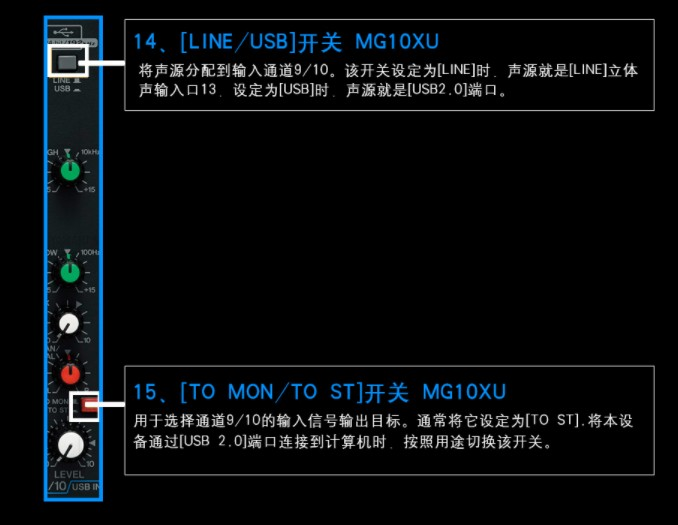 14、[LINE/USB]开关 MG10XU
将声源分配到输入通道9/10。该开关设定为[LINE]时、声源就是[LINE]立体
声输入口13、设定为[USB]时、声源就是[USB2.0]端口。
LINE
USB
10kHz
+15
100Hz
+15
10
15、[TO MON/TO ST]开关 MG10XU
用于选择通道9/10的输入信号输出目标。通常将它设定为[TO ST].将本设
备通过[USB 2.0]端口连接到计算机时、按照用途切换该开关。
TO ST
10
LEVEL
/10 USB IN